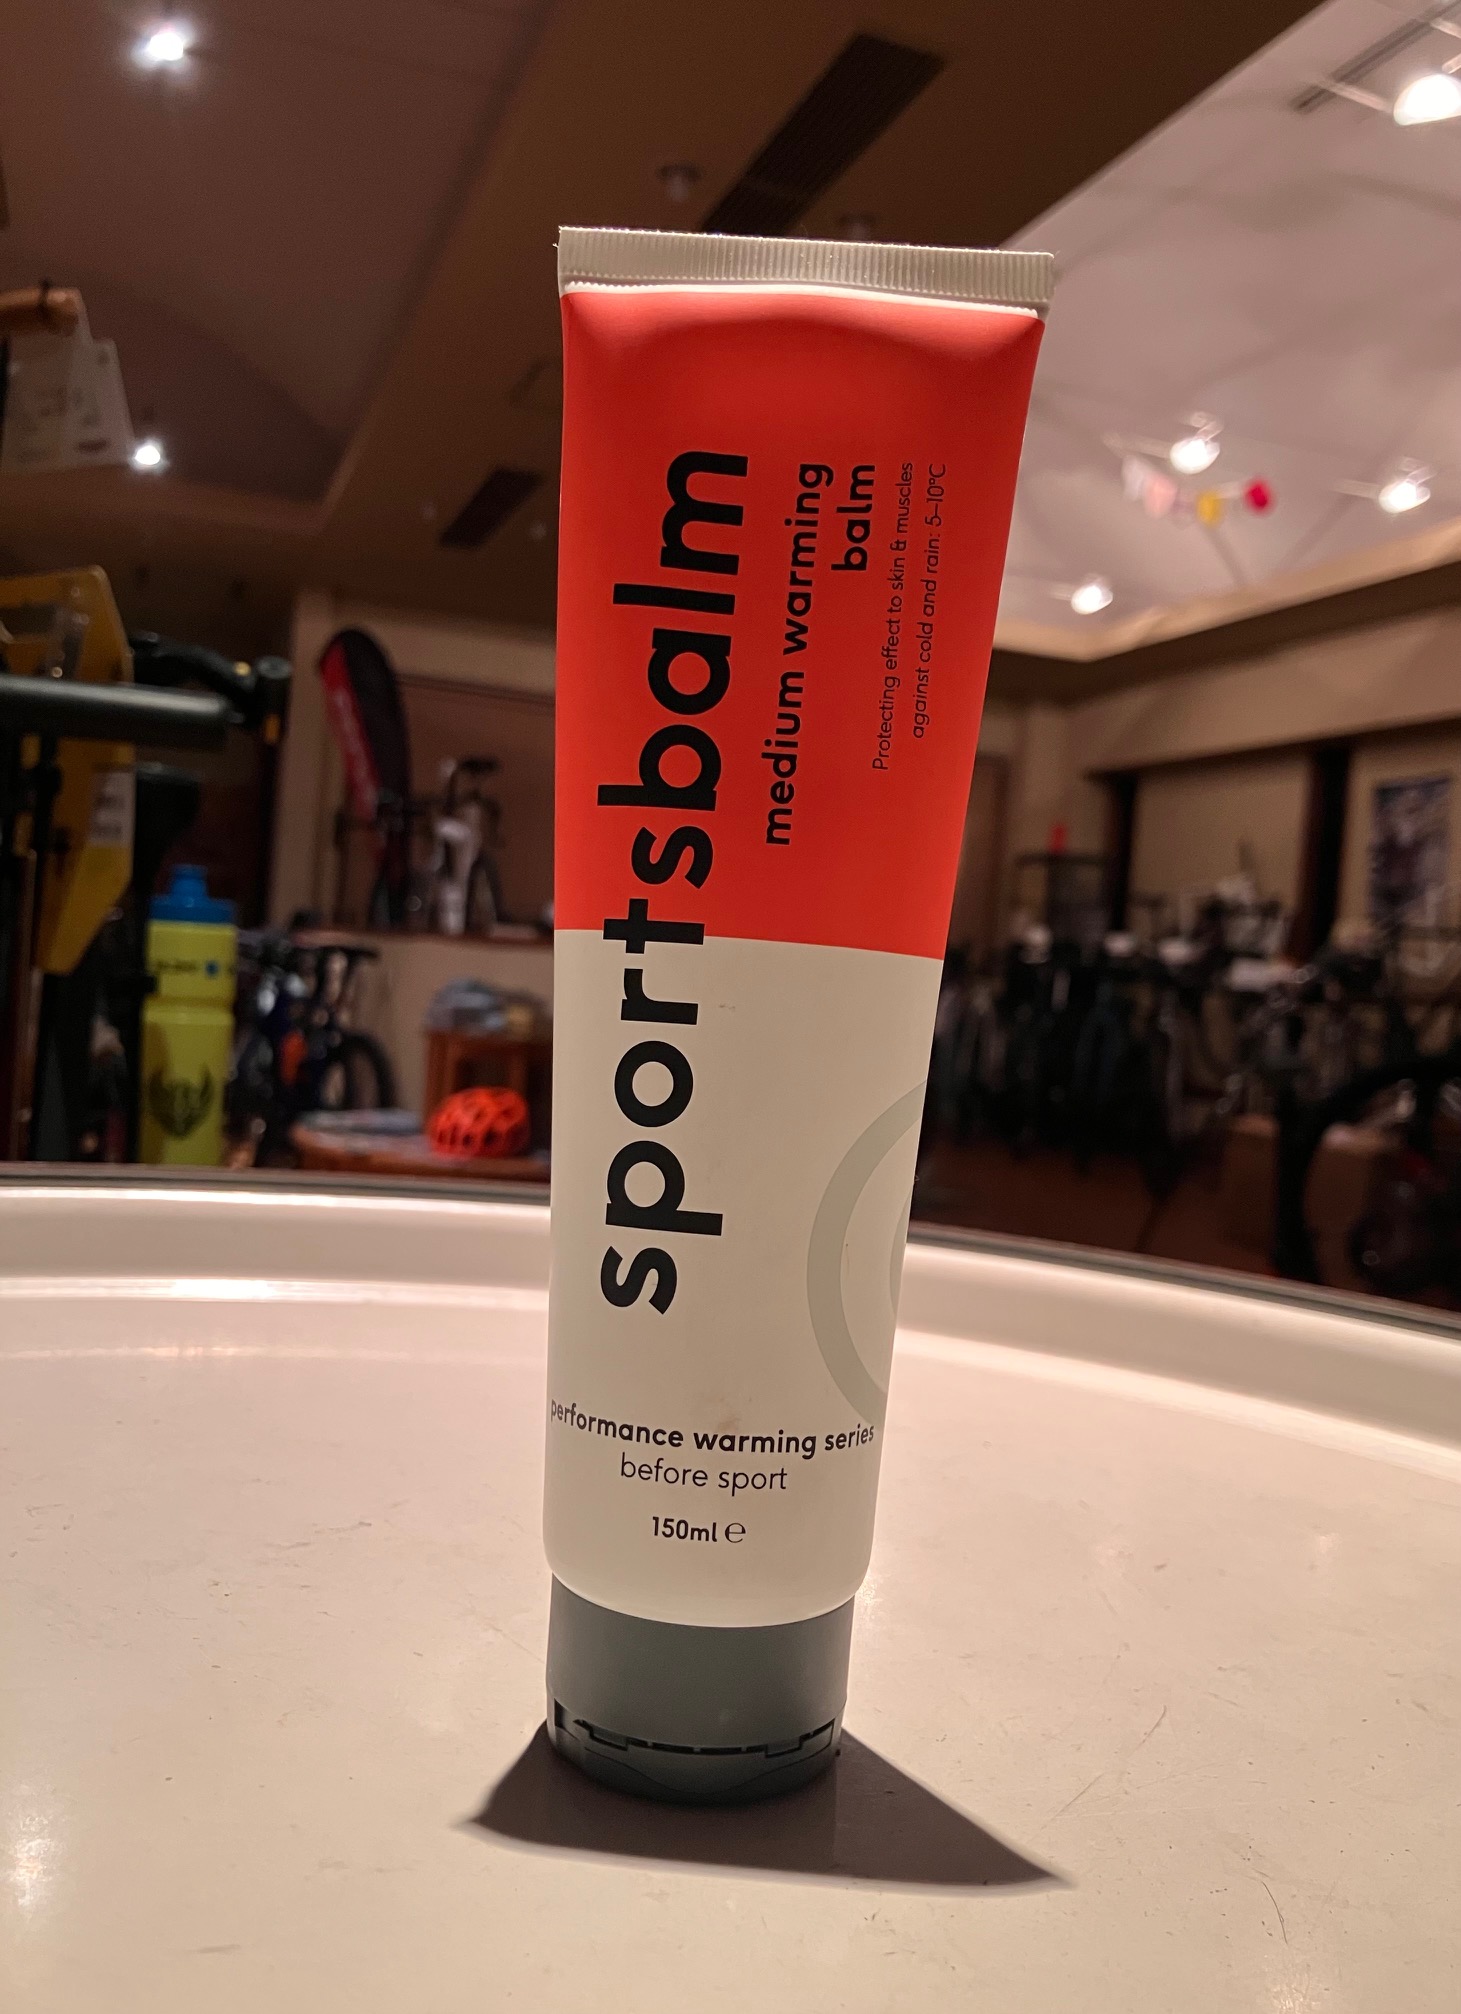 sportsbalm
medium warming
balm
Protecting effect to skin & muscles
against cold and rain: 5–10°C
performance warming series
before sport
150ml ℮